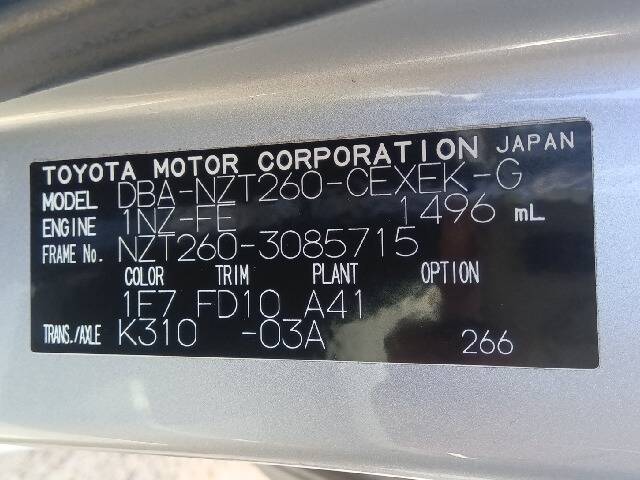 TOYOTA MOTOR CORPORATION JAPAN
MODEL DBA-NZT260-CEXEK-G
ENGINE 1NZ-FE 1496 mL
FRAME No. NZT260-3085715
COLOR TRIM PLANT OPTION
1F7 FD10 A41
TRANS./AXLE K310 -03A 266